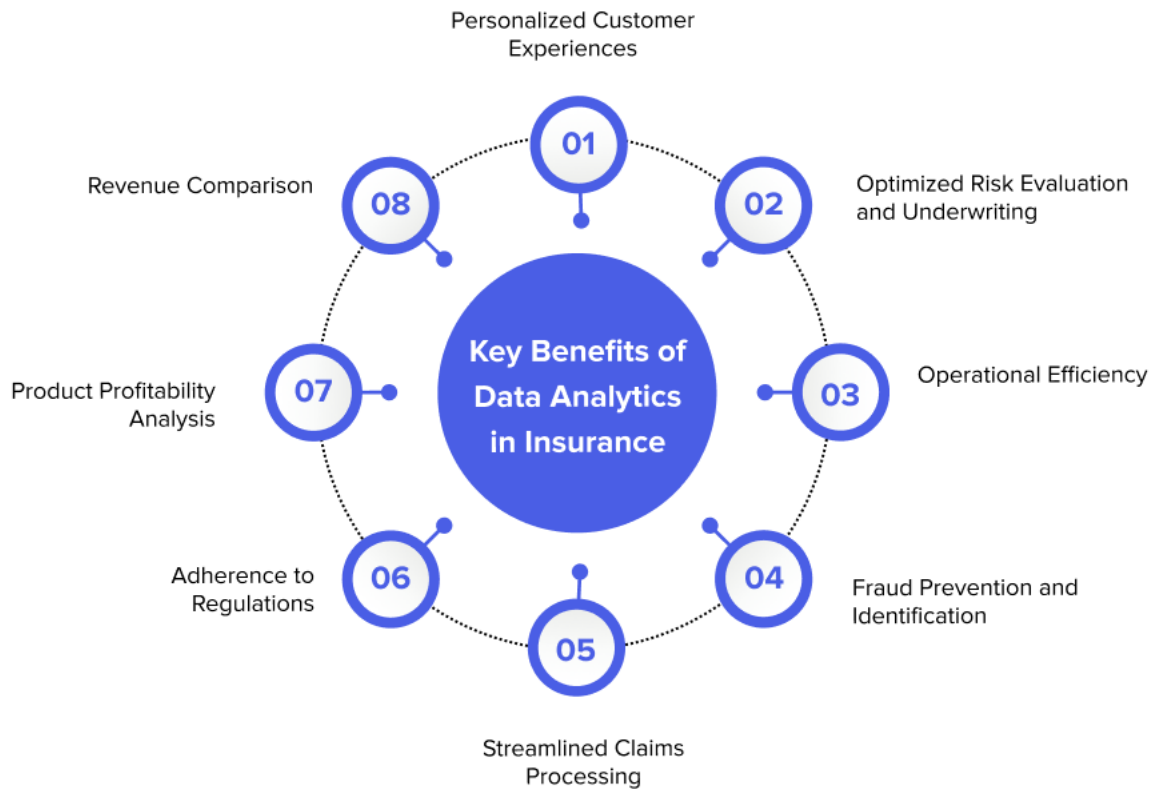 Key Benefits of
Data Analytics
in Insurance
01
Personalized Customer
Experiences
02
Optimized Risk Evaluation
and Underwriting
03
Operational Efficiency
04
Fraud Prevention and
Identification
05
Streamlined Claims
Processing
06
Adherence to
Regulations
07
Product Profitability
Analysis
08
Revenue Comparison